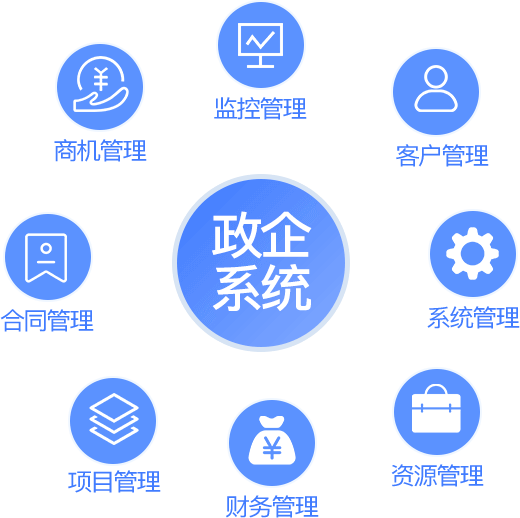 监控管理
商机管理
客户管理
政企
系统
合同管理
系统管理
项目管理
资源管理
财务管理